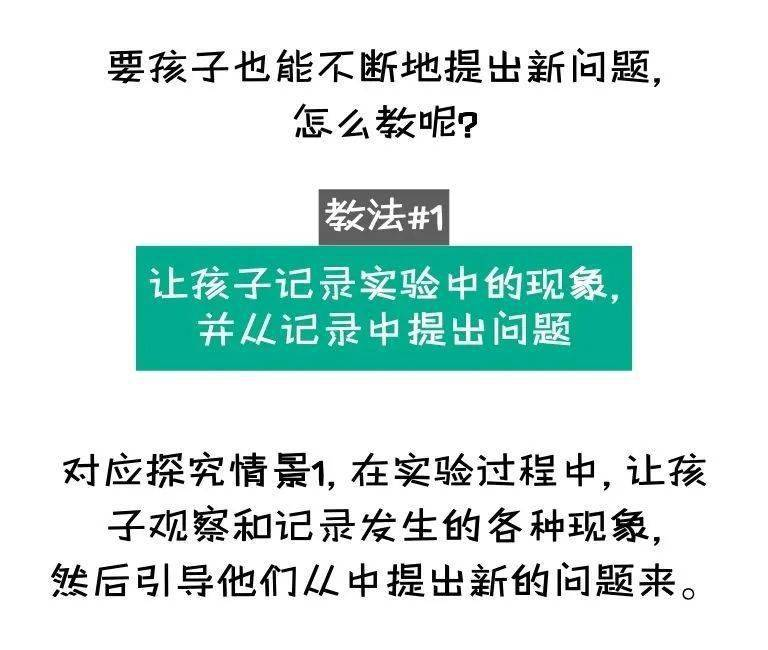 要孩子也能不断地提出新问题,
怎么教呢?
教法#1
让孩子记录实验中的现象,
并从记录中提出问题
对应探究情景1, 在实验过程中, 让孩
子观察和记录发生的各种现象,
然后引导他们从中提出新的问题来。